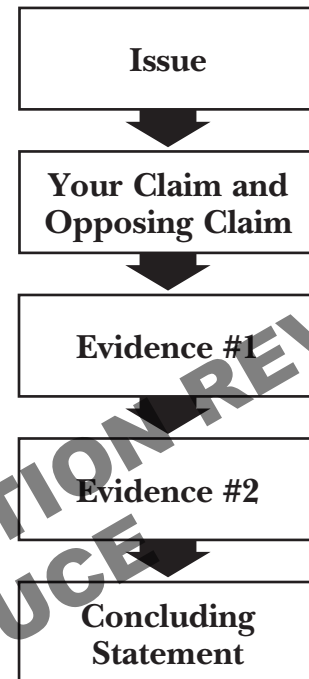 Issue
Your Claim and
Opposing Claim
Evidence #1
Evidence #2
Concluding
Statement